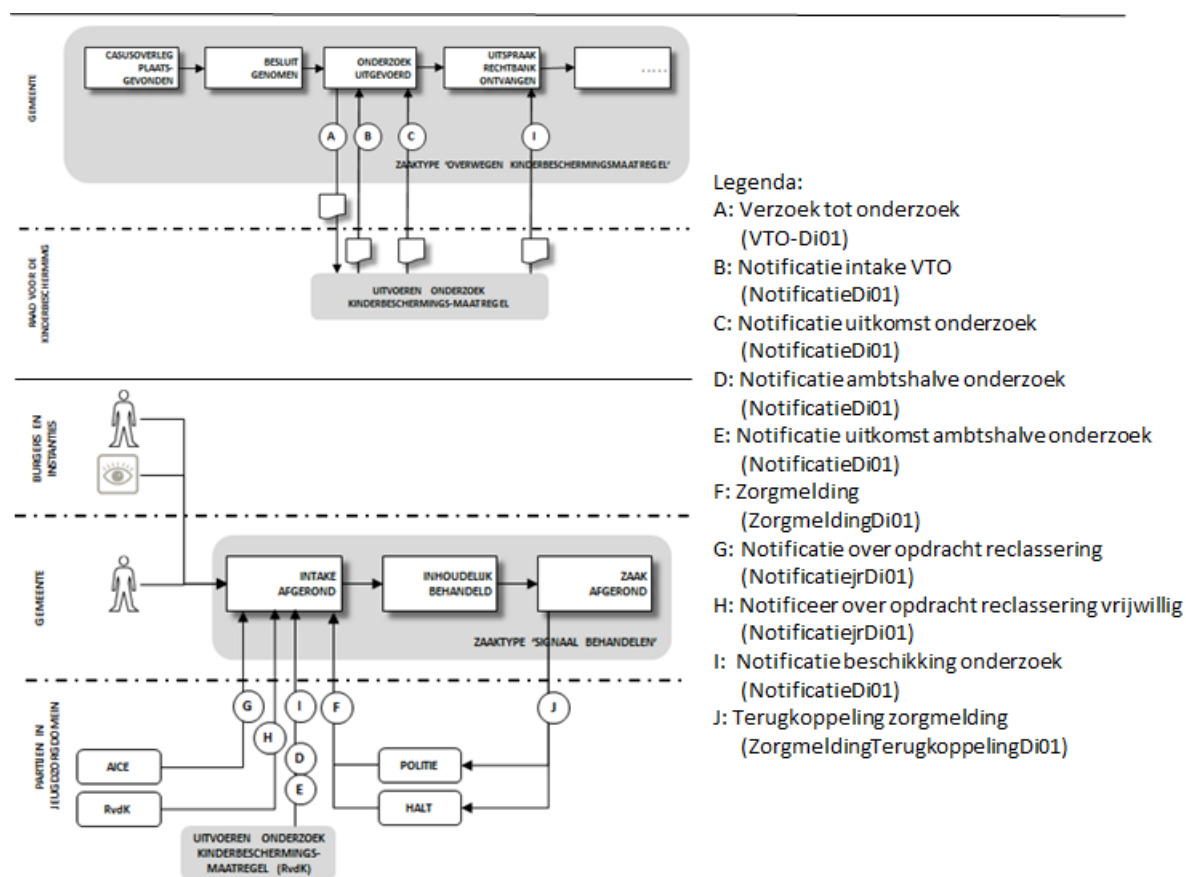 GEMEENTE
CASUSOVERLEG
PLAATS-
GEVONDEN
BESLUIT
GENOMEN
ONDERZOEK
UITGEVOERD
UITSPRAAK
RECHTBANK
ONTVANGEN
.....
A
B
C
I
ZAAKTYPE 'OVERWEGEN KINDERBESCHERMINGSMAATREGEL'
RAAD VOOR DE
KINDERBESCHERMING
UITVOEREN ONDERZOEK
KINDERBESCHERMINGS-MAATREGEL
BURGERS EN
INSTANTIES
GEMEENTE
INTAKE
AFGEROND
INHOUDELIJK
BEHANDELD
ZAAK
AFGEROND
ZAAKTYPE 'SIGNAAL BEHANDELEN'
PARTIJEN IN
JEUGDZORGDOMEIN
G
H
I
D
E
F
J
AICE
RvdK
POLITIE
HALT
UITVOEREN ONDERZOEK
KINDERBESCHERMINGS-
MAATREGEL (RvdK)
Legenda:
A: Verzoek tot onderzoek
(VTO-Di01)
B: Notificatie intake VTO
(NotificatieDi01)
C: Notificatie uitkomst onderzoek
(NotificatieDi01)
D: Notificatie ambtshalve onderzoek
(NotificatieDi01)
E: Notificatie uitkomst ambtshalve onderzoek
(NotificatieDi01)
F: Zorgmelding
(ZorgmeldingDi01)
G: Notificatie over opdracht reclassering
(NotificatiejrDi01)
H: Notificeer over opdracht reclassering vrijwillig
(NotificatiejrDi01)
I: Notificatie beschikking onderzoek
(NotificatieDi01)
J: Terugkoppeling zorgmelding
(ZorgmeldingTerugkoppelingDi01)